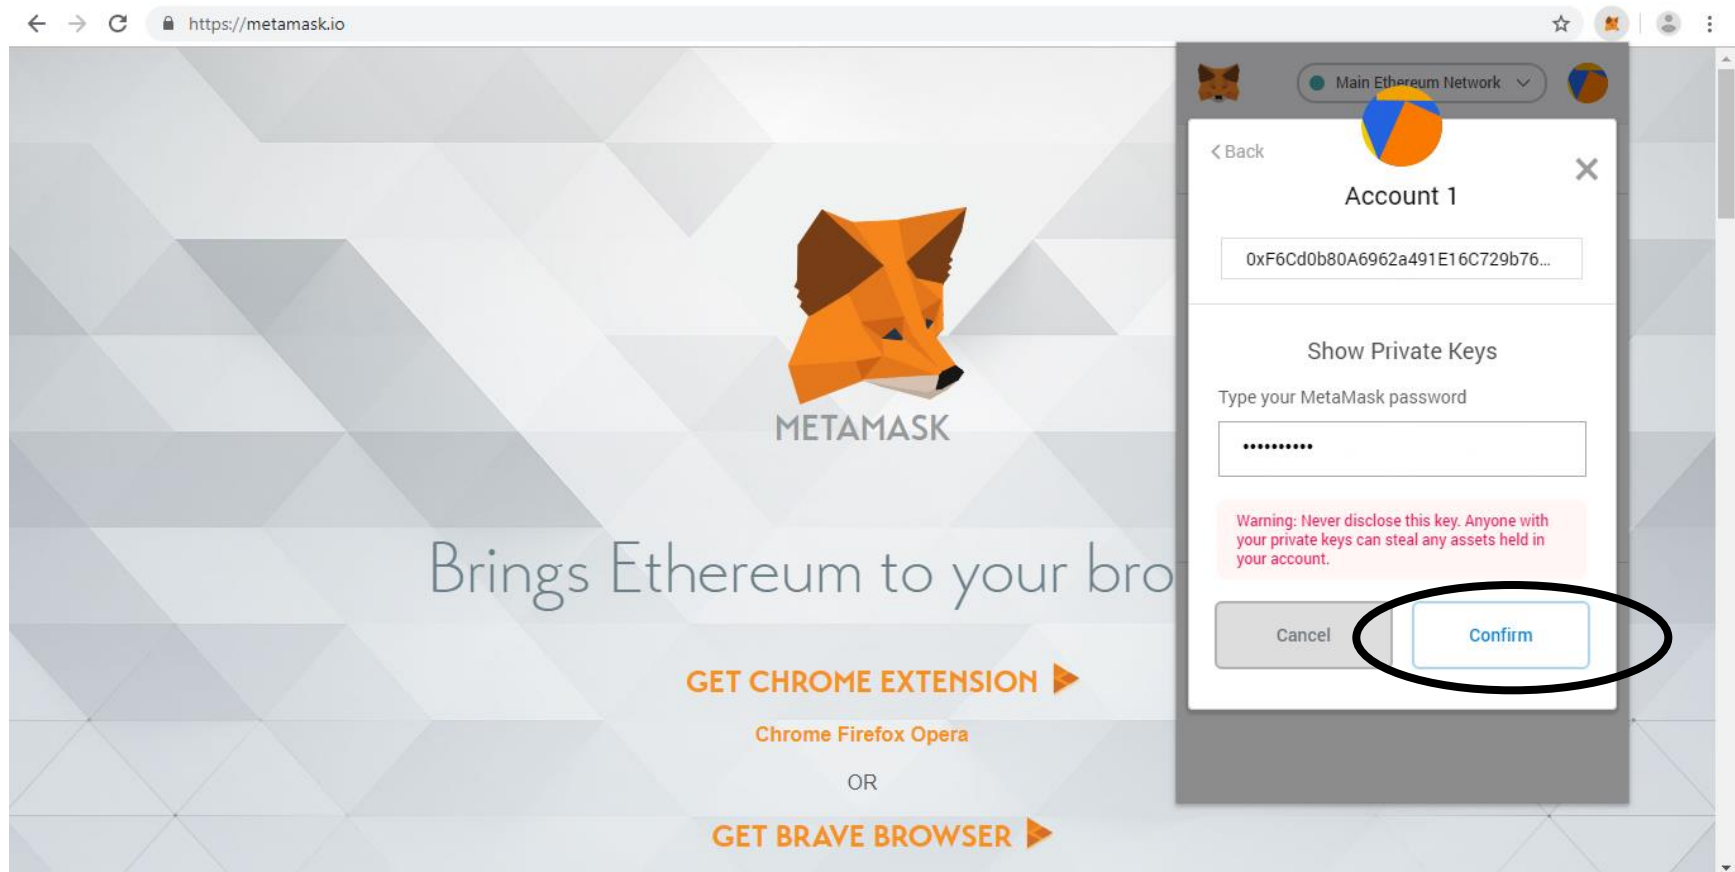 https://metamask.io
Main Ethereum Network
Back
Account 1
0xF6Cd0b80A6962a491E16C729b76...
Show Private Keys
Type your MetaMask password
••••••••••
Warning: Never disclose this key. Anyone with
your private keys can steal any assets held in
your account.
Cancel
Confirm
METAMASK
Brings Ethereum to your bro
GET CHROME EXTENSION
Chrome Firefox Opera
OR
GET BRAVE BROWSER